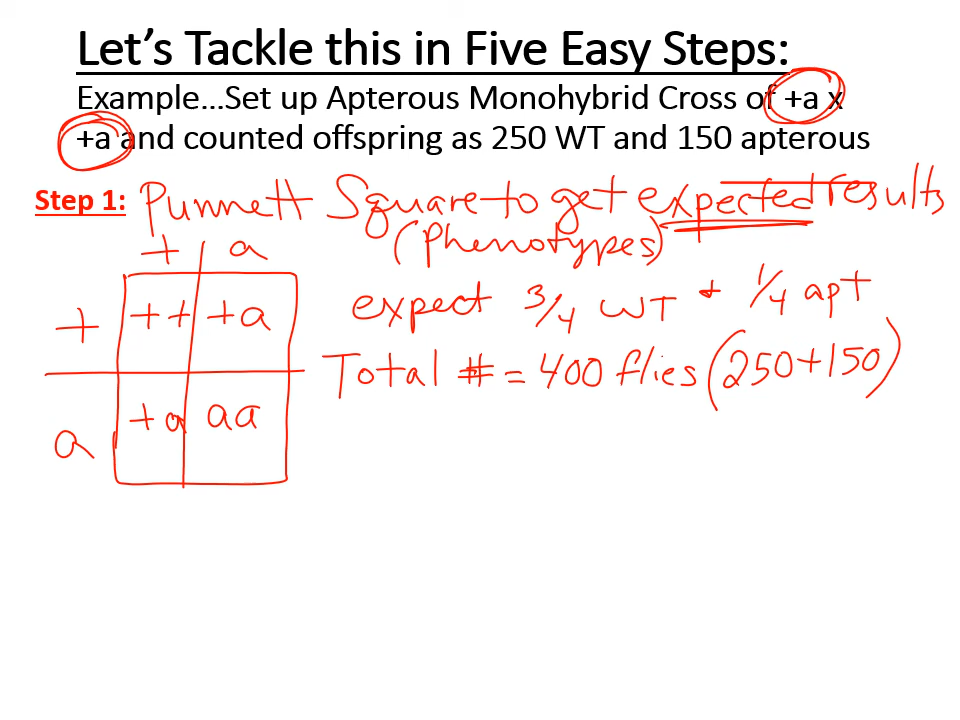 Let's Tackle this in Five Easy Steps:
Example...Set up Apterous Monohybrid Cross of +a x
+a and counted offspring as 250 WT and 150 apterous
Step 1: Punnett Square to get expected results
(Phenotypes)
+ a
+ ++ +a
a +a aa
expect 3/4 WT + 1/4 apt
Total # = 400 flies (250+150)